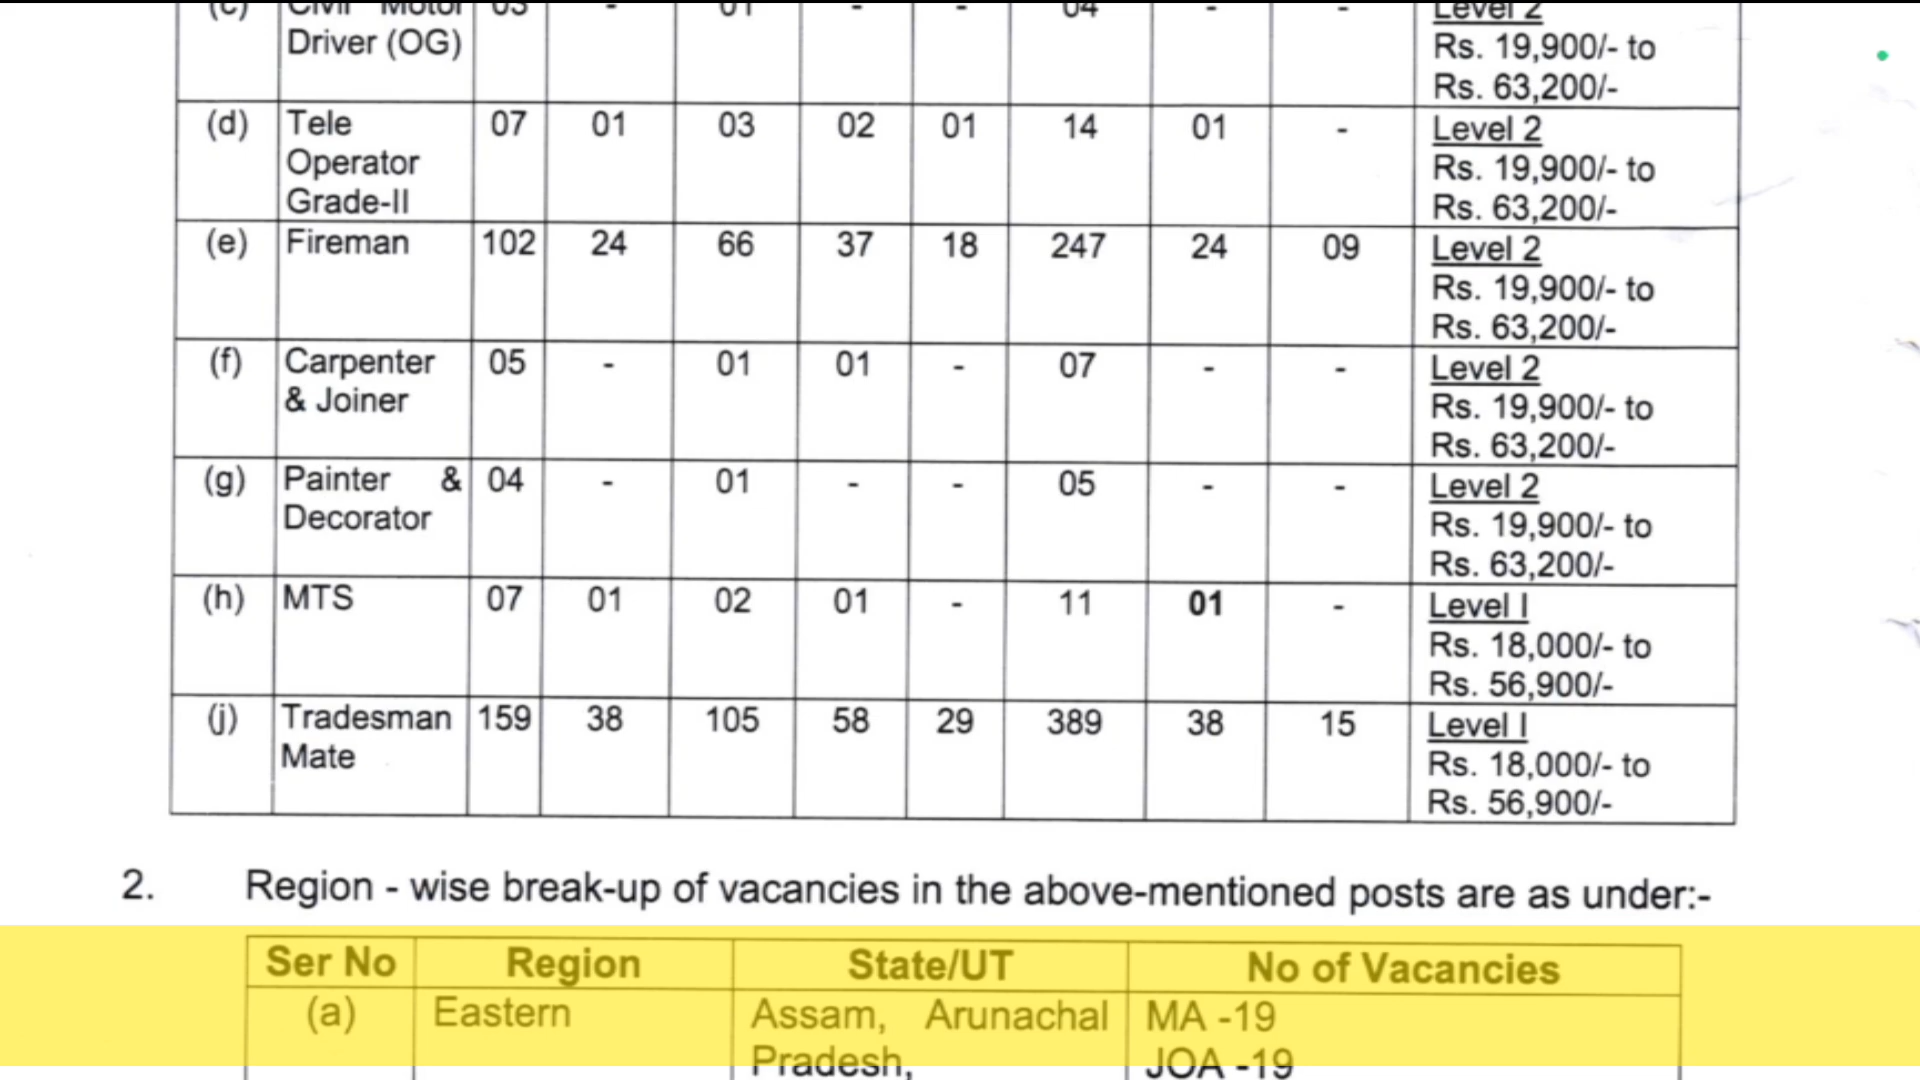 (c) Civil Motor 03 - 01 - - 04 - - Level 2
Driver (OG) Rs. 19,900/- to
Rs. 63,200/-
(d) Tele 07 01 03 02 01 14 01 - Level 2
Operator Rs. 19,900/- to
Grade-II Rs. 63,200/-
(e) Fireman 102 24 66 37 18 247 24 09 Level 2
Rs. 19,900/- to
Rs. 63,200/-
(f) Carpenter 05 - 01 01 - 07 - - Level 2
& Joiner Rs. 19,900/- to
Rs. 63,200/-
(g) Painter & 04 - 01 - - 05 - - Level 2
Decorator Rs. 19,900/- to
Rs. 63,200/-
(h) MTS 07 01 02 01 - 11 01 - Level I
Rs. 18,000/- to
Rs. 56,900/-
(j) Tradesman 159 38 105 58 29 389 38 15 Level I
Mate Rs. 18,000/- to
Rs. 56,900/-
2. Region - wise break-up of vacancies in the above-mentioned posts are as under:-
Ser No Region State/UT No of Vacancies
(a) Eastern Assam, Arunachal MA -19
Pradesh, JOA -19